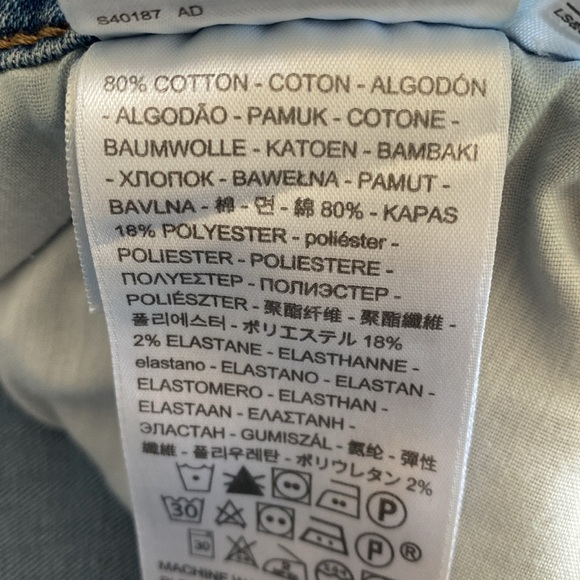 S40187 AD
80% COTTON - COTON - ALGODÓN
- ALGODÃO - PAMUK - COTONE -
BAUMWOLLE - KATOEN - BAMBAKI
- ХЛОПОК - BAWEŁNA - PAMUT -
BAVLNA - 棉 - 면 - 綿 80% - KAPAS
18% POLYESTER - poliéster -
POLIESTER - POLIESTERE -
ΠΟΛΥΕΣΤΕΡ - ПОЛИЭСТЕР -
POLIÉSZTER - 聚酯纤维 - 聚酯纖維 -
폴리에스터 - ポリエステル 18%
2% ELASTANE - ELASTHANNE -
elastano - ELASTANO - ELASTAN -
ELASTOMERO - ELASTHAN -
ELASTAAN - ΕΛΑΣΤΑΝΗ -
ЭЛАСТАН - GUMISZÁL - 氨纶 - 彈性
纖維 - 폴리우레탄 - ポリウレタン 2%
P
30 P ®
30
MACHINE